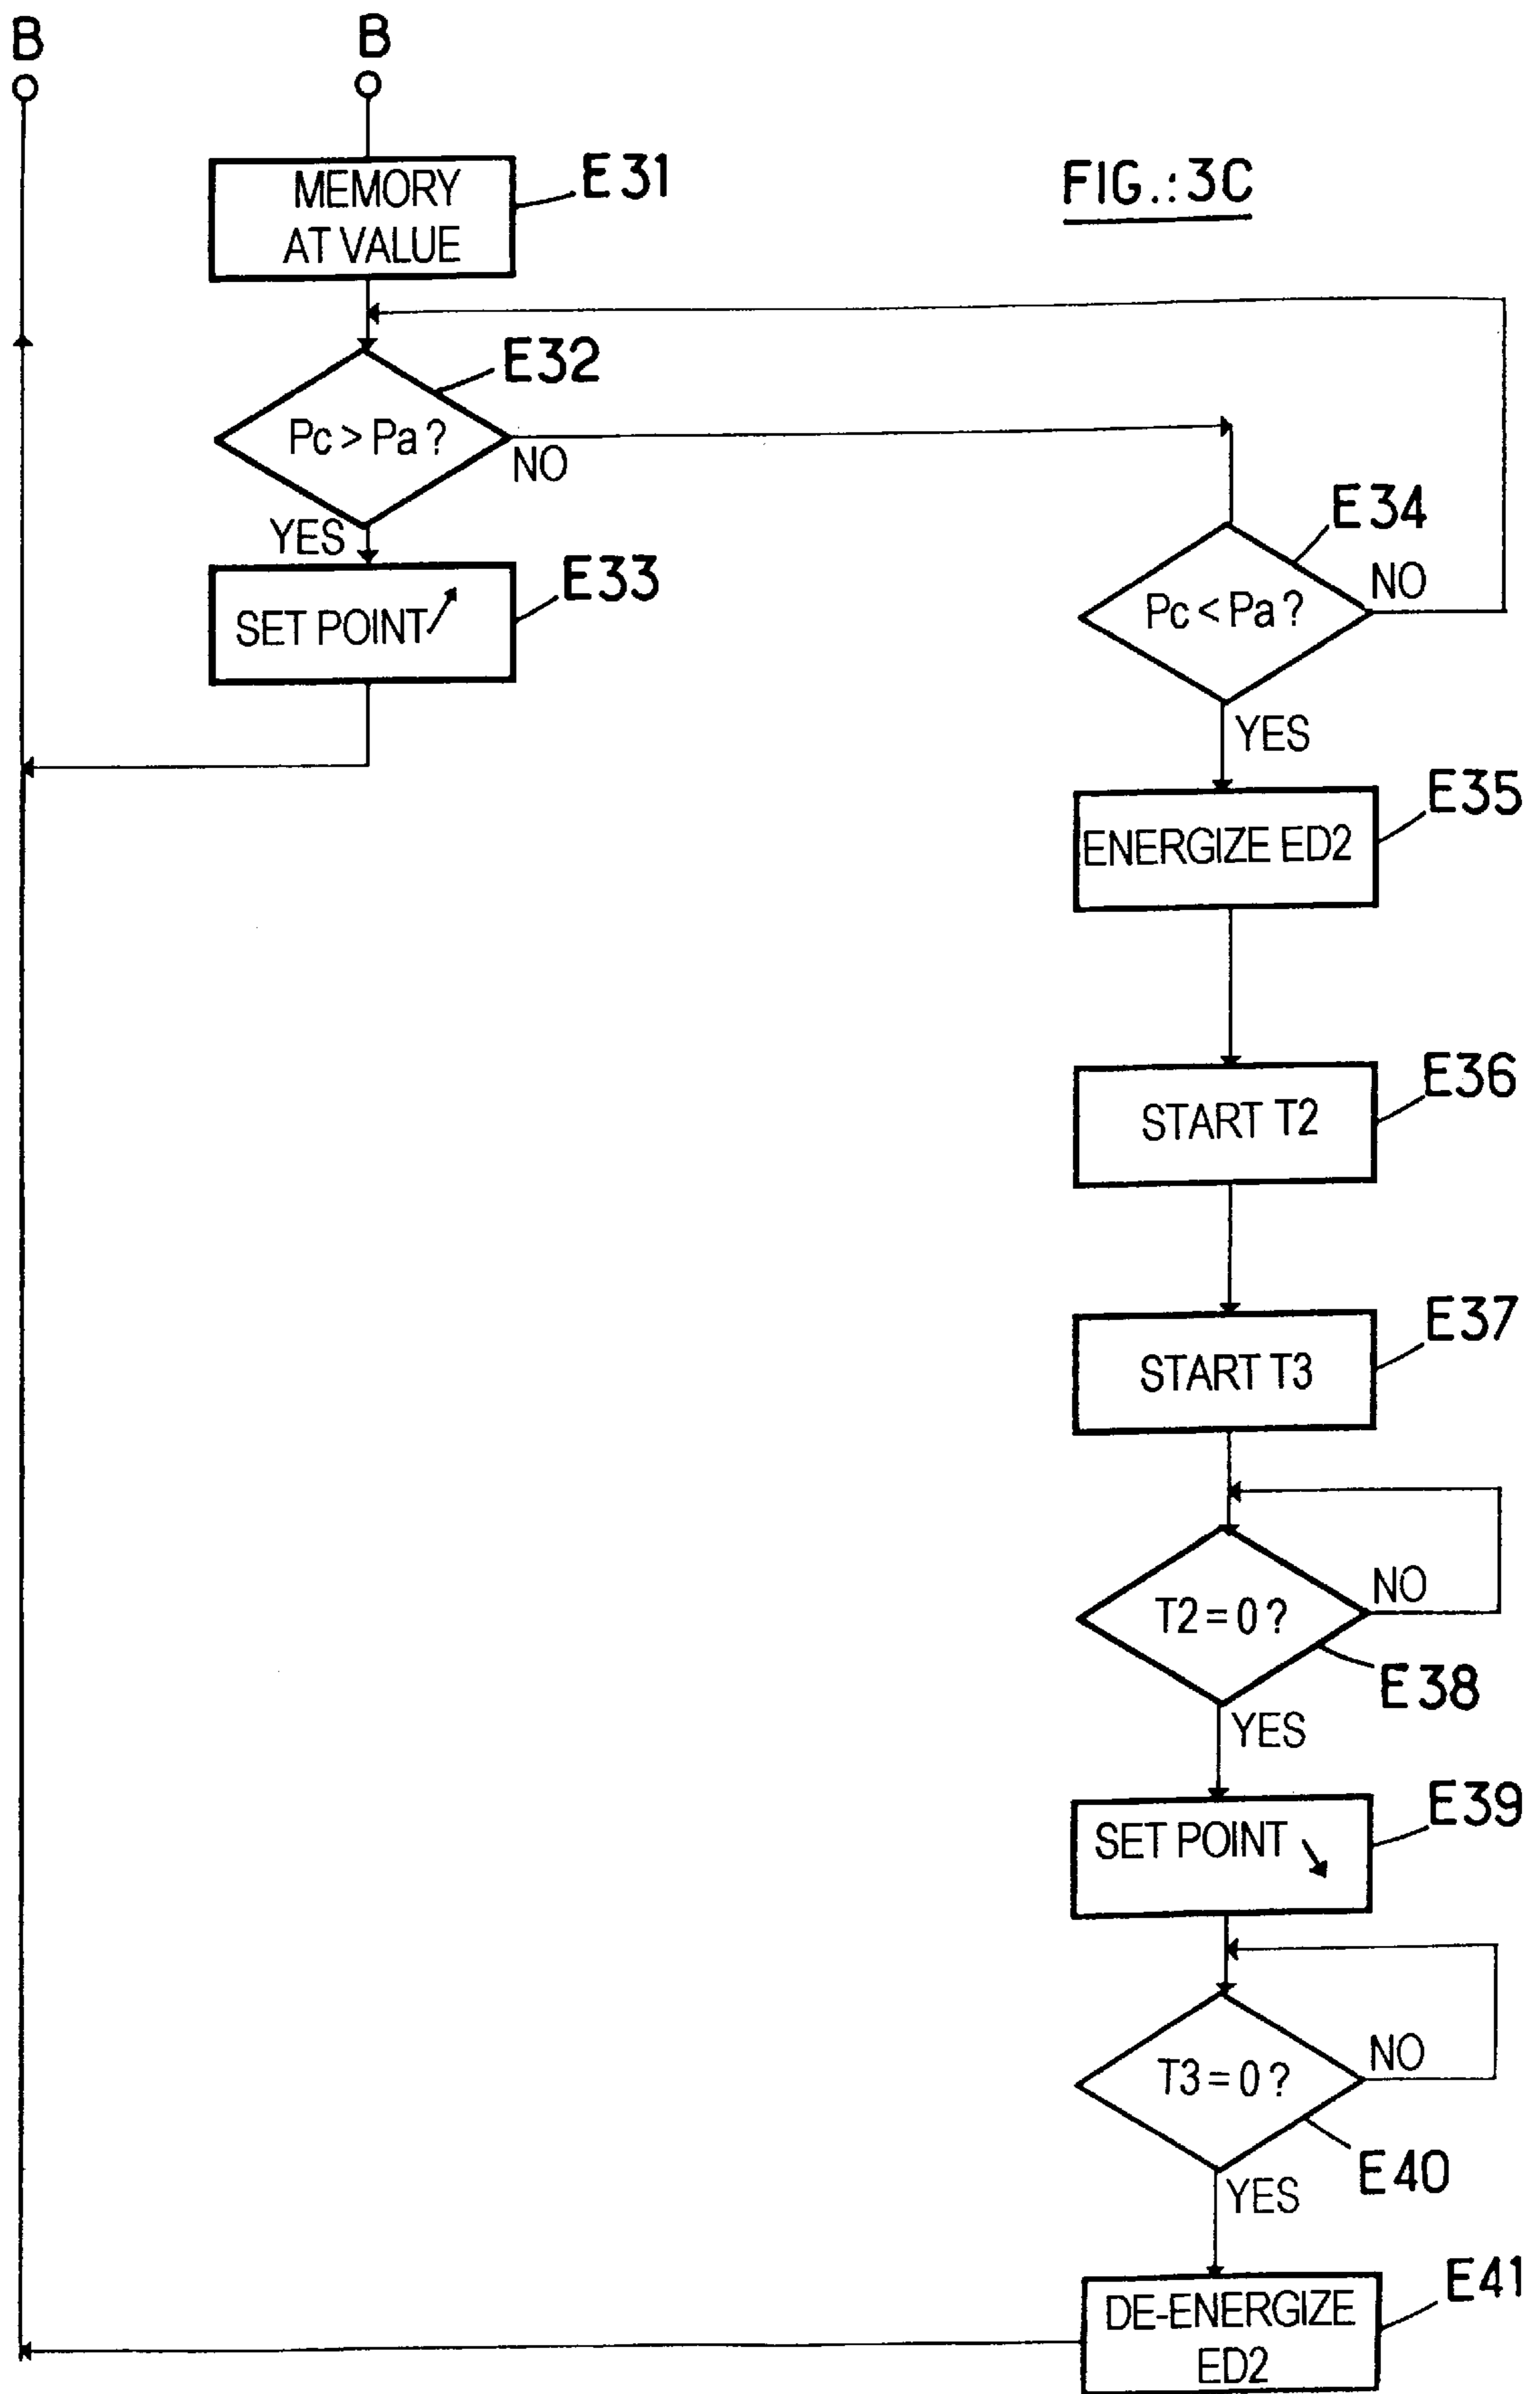 B
B
MEMORY
AT VALUE
E31
FIG.:3C
E32
Pc > Pa ?
NO
YES
E33
SET POINT↗
E34
Pc < Pa ?
NO
YES
E35
ENERGIZE ED2
E36
START T2
E37
START T3
T2 = 0 ?
NO
E38
YES
E39
SET POINT ↘
T3 = 0 ?
NO
E40
YES
E41
DE-ENERGIZE
ED2